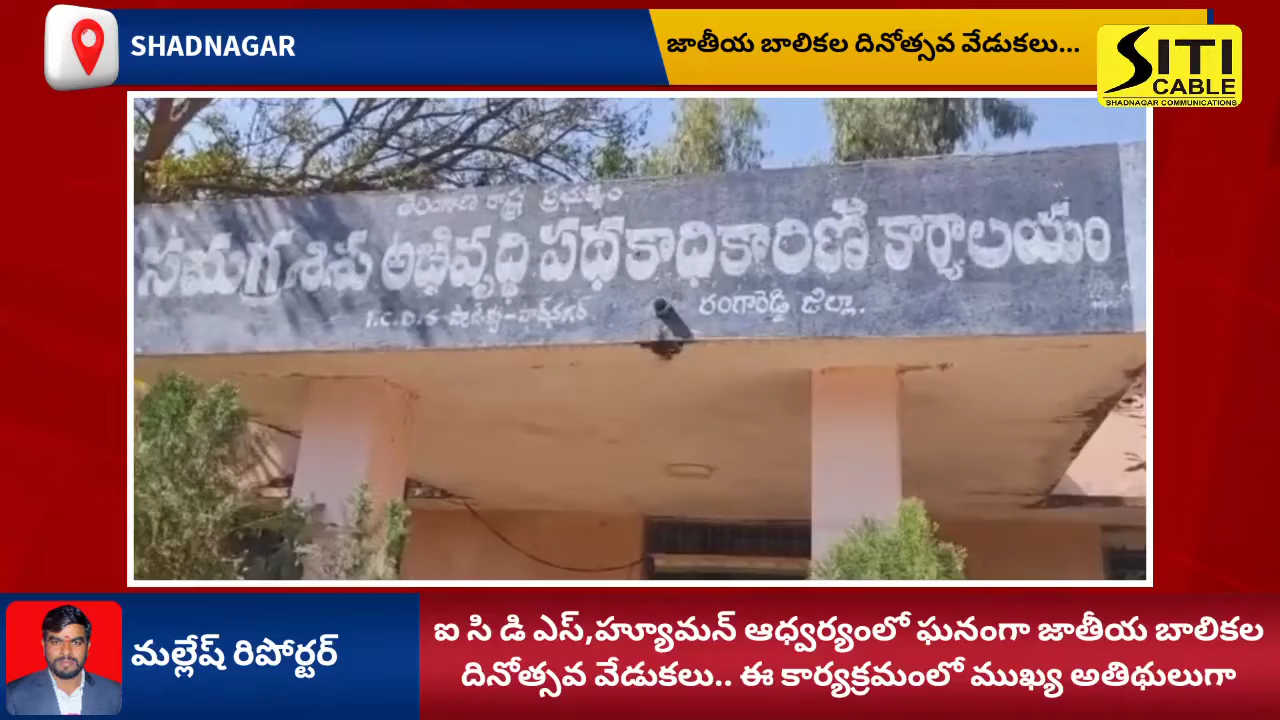 SHADNAGAR
జాతీయ బాలికల దినోత్సవ వేడుకలు...
SITI
CABLE
SHADNAGAR COMMUNICATIONS
తెలంగాణ రాష్ట్ర ప్రభుత్వం
సమగ్ర శిశు అభివృద్ధి పథకాధికారిణి కార్యాలయం
I.C.D.S రంగారెడ్డి జిల్లా.
మల్లేష్ రిపోర్టర్
ఐ సి డి ఎస్,హ్యూమన్ ఆధ్వర్యంలో ఘనంగా జాతీయ బాలికల
దినోత్సవ వేడుకలు.. ఈ కార్యక్రమంలో ముఖ్య అతిథులుగా